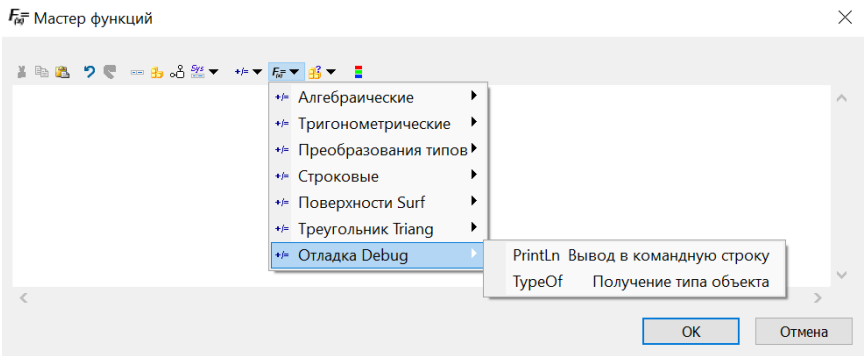 F(x)= Мастер функций
Sys +/= F(x)=
+/= Алгебраические
+/= Тригонометрические
+/= Преобразования типов
+/= Строковые
+/= Поверхности Surf
+/= Треугольник Triang
+/= Отладка Debug
PrintLn Вывод в командную строку
TypeOf Получение типа объекта
OK Отмена